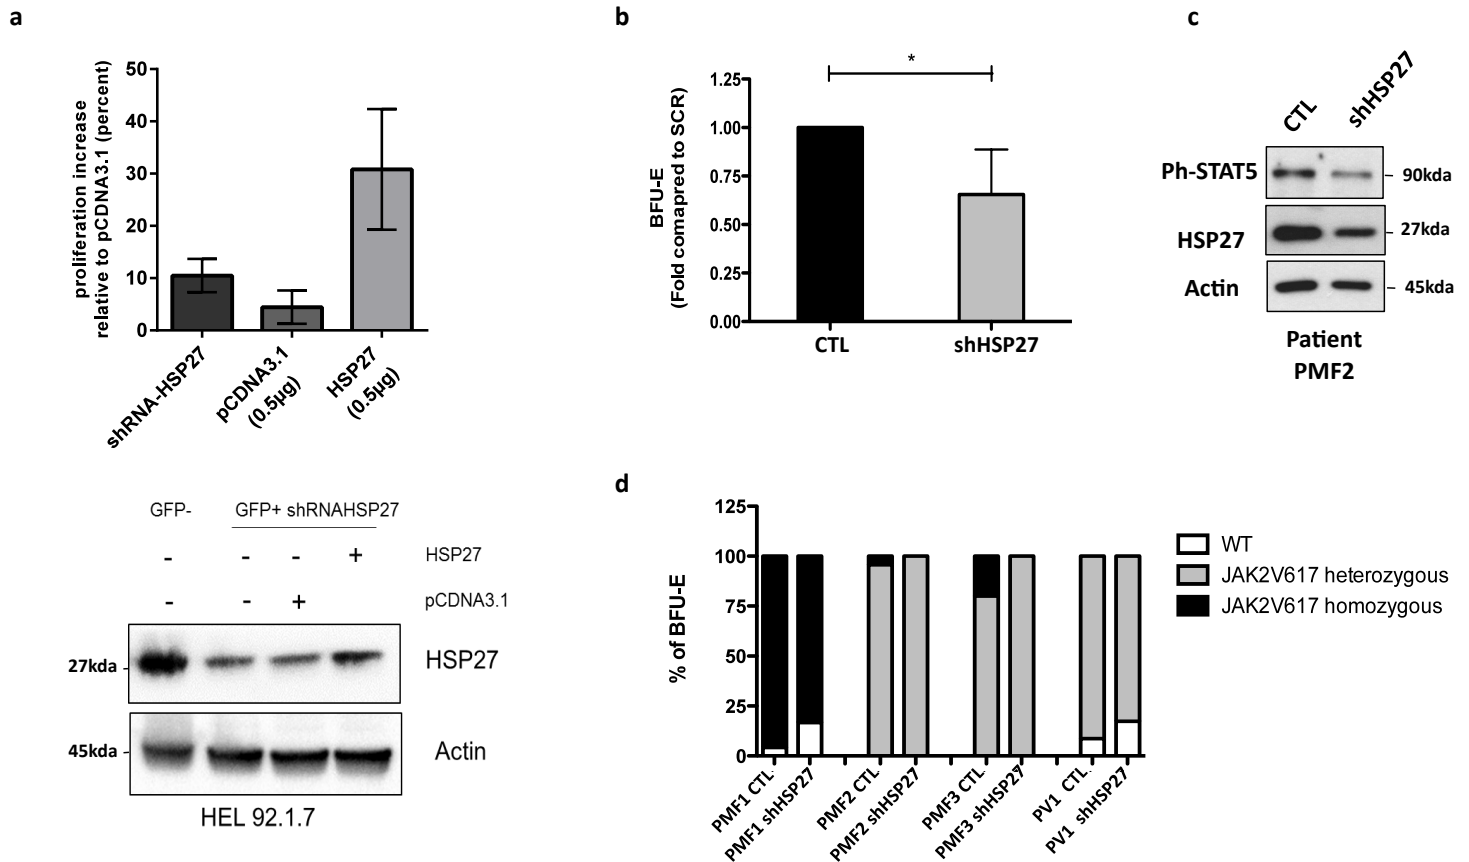 a
50
40
30
20
10
0
proliferation increase
relative to pCDNA3.1 (percent)
shRNA-HSP27
pCDNA3.1
(0.5µg)
HSP27
(0.5µg)
GFP-
GFP+ shRNAHSP27
- - - + HSP27
- - + pCDNA3.1
27kda
HSP27
45kda
Actin
HEL 92.1.7
b
*
1.25
1.00
0.75
0.50
0.25
0.00
BFU-E
(Fold comapred to SCR)
CTL
shHSP27
c
CTL
shHSP27
Ph-STAT5
90kda
HSP27
27kda
Actin
45kda
Patient
PMF2
d
125
100
75
50
25
0
% of BFU-E
PMF1 CTL
PMF1 shHSP27
PMF2 CTL
PMF2 shHSP27
PMF3 CTL
PMF3 shHSP27
PV1 CTL
PV1 shHSP27
WT
JAK2V617 heterozygous
JAK2V617 homozygous